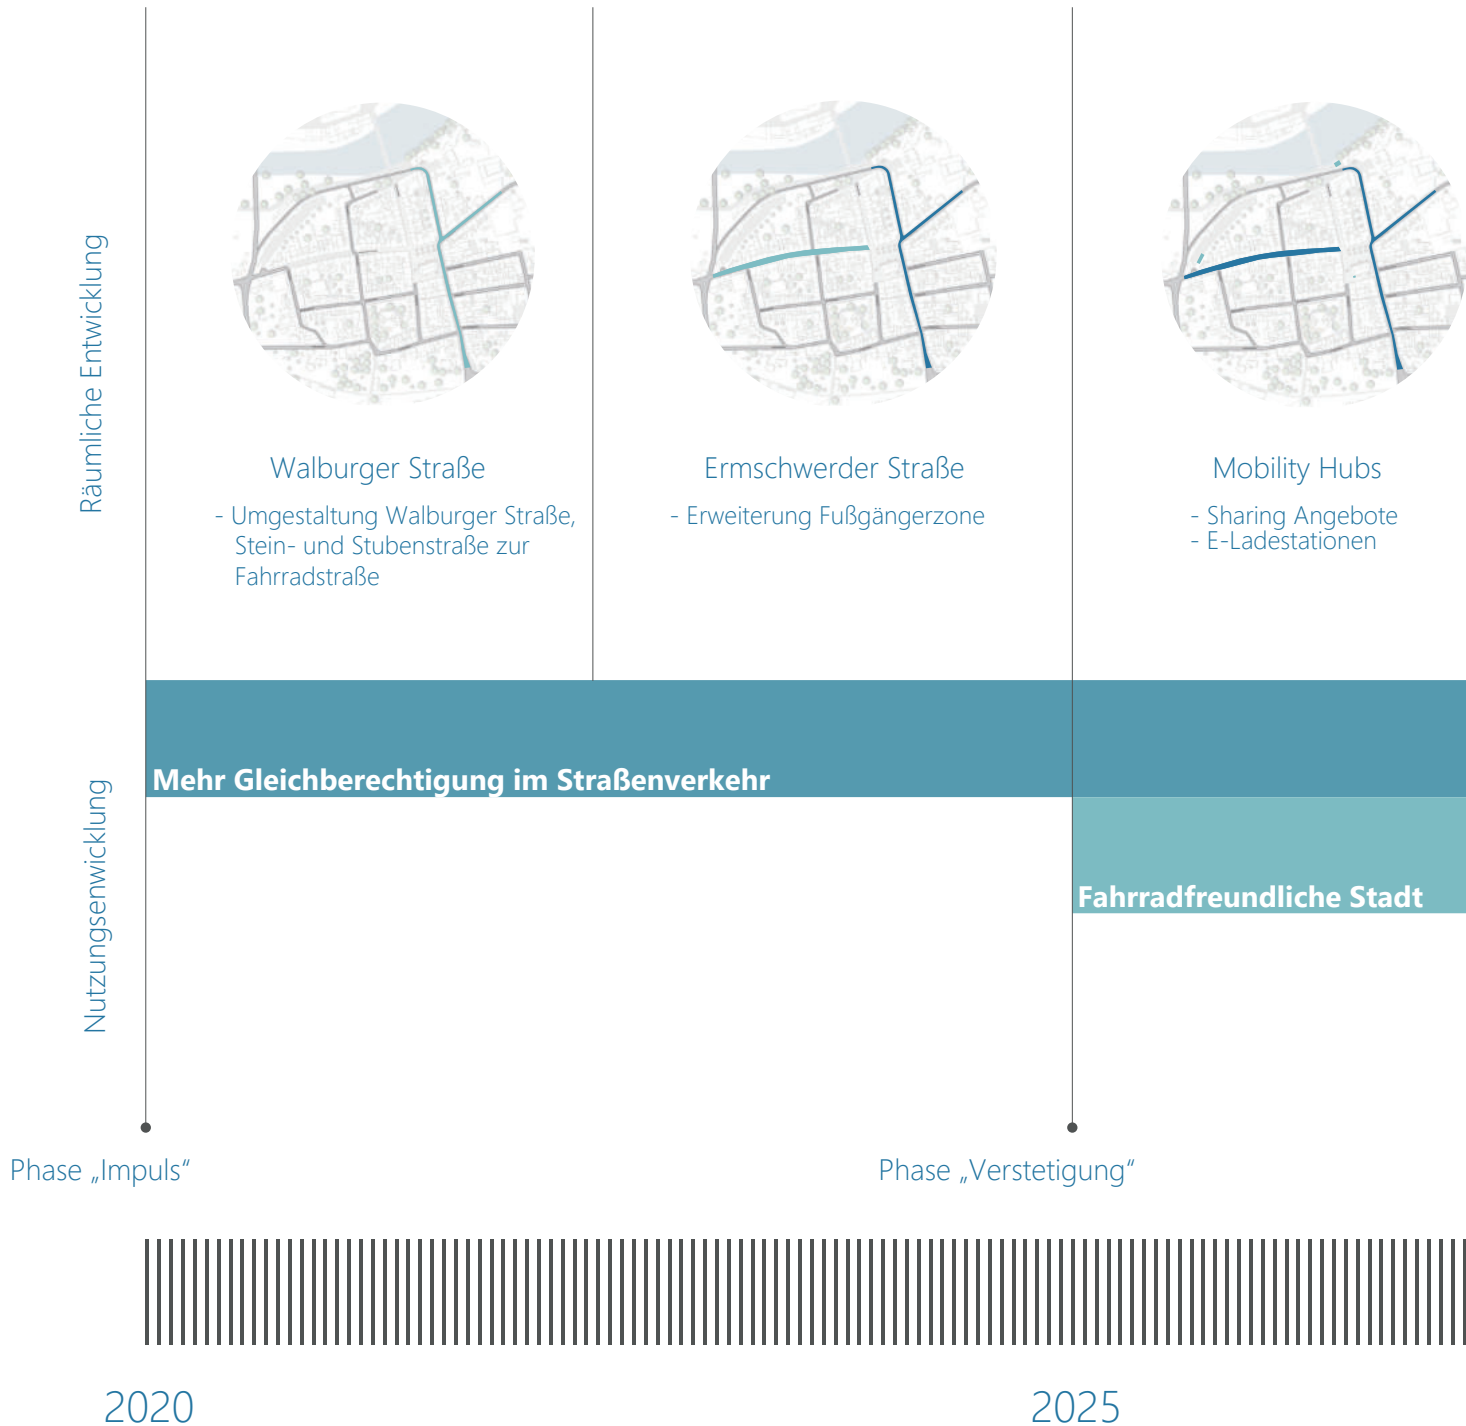 Räumliche Entwicklung
Walburger Straße
- Umgestaltung Walburger Straße,
Stein- und Stubenstraße zur
Fahrradstraße
Ermschwerder Straße
- Erweiterung Fußgängerzone
Mobility Hubs
- Sharing Angebote
- E-Ladestationen
Nutzungsenwicklung
Mehr Gleichberechtigung im Straßenverkehr
Fahrradfreundliche Stadt
Phase „Impuls“
Phase „Verstetigung“
2020
2025